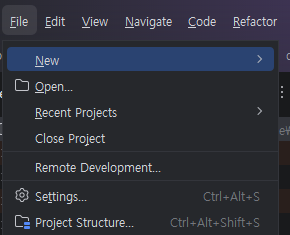 File Edit View Navigate Code Refactor
New
Open...
Recent Projects
Close Project
Remote Development...
Settings... Ctrl+Alt+S
Project Structure... Ctrl+Alt+Shift+S